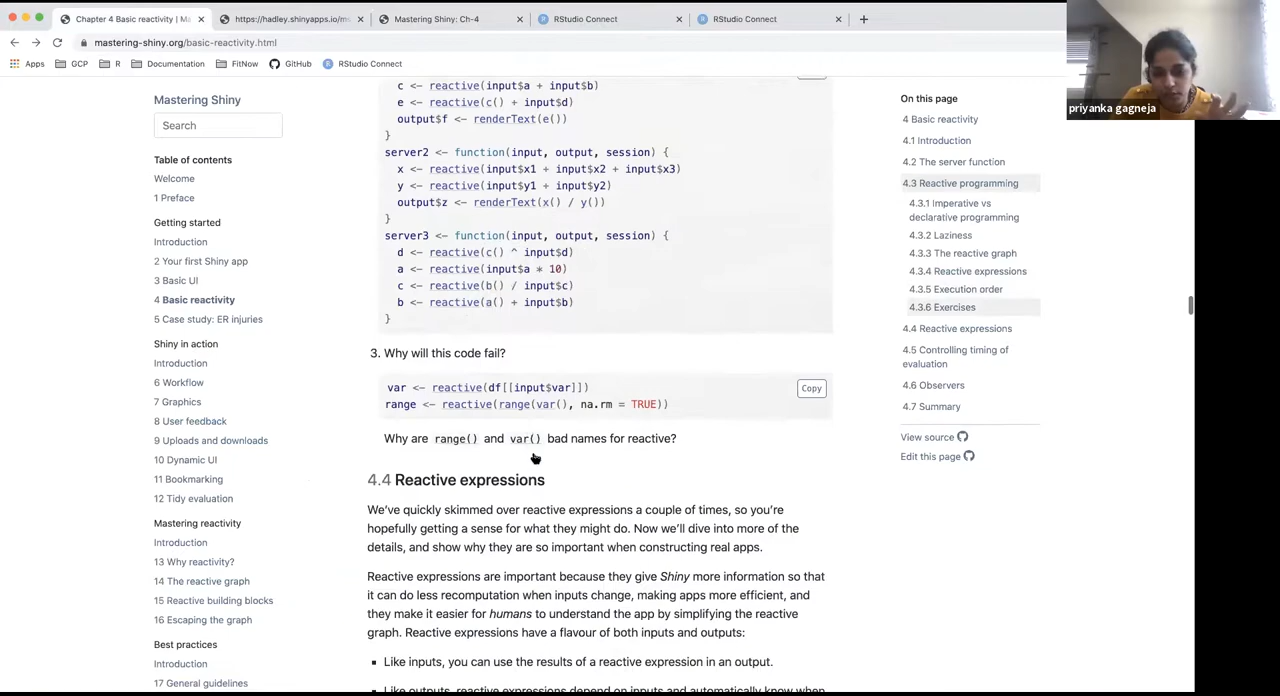 Chapter 4 Basic reactivity | Ma
https://hadley.shinyapps.io/m
Mastering Shiny: Ch-4
RStudio Connect
RStudio Connect
mastering-shiny.org/basic-reactivity.html
Apps
GCP
R
Documentation
FitNow
GitHub
RStudio Connect
priyanka gagneja
Mastering Shiny
Search
Table of contents
Welcome
1 Preface
Getting started
Introduction
2 Your first Shiny app
3 Basic UI
4 Basic reactivity
5 Case study: ER injuries
Shiny in action
Introduction
6 Workflow
7 Graphics
8 User feedback
9 Uploads and downloads
10 Dynamic UI
11 Bookmarking
12 Tidy evaluation
Mastering reactivity
Introduction
13 Why reactivity?
14 The reactive graph
15 Reactive building blocks
16 Escaping the graph
Best practices
Introduction
17 General guidelines
c <- reactive(input$a + input$b)
e <- reactive(c() + input$d)
output$f <- renderText(e())
}
server2 <- function(input, output, session) {
x <- reactive(input$x1 + input$x2 + input$x3)
y <- reactive(input$y1 + input$y2)
output$z <- renderText(x() / y())
}
server3 <- function(input, output, session) {
d <- reactive(c() ^ input$d)
a <- reactive(input$a * 10)
c <- reactive(b() / input$c)
b <- reactive(a() + input$b)
}
3. Why will this code fail?
var <- reactive(df[[input$var]])
range <- reactive(range(var(), na.rm = TRUE))
Copy
Why are range() and var() bad names for reactive?
4.4 Reactive expressions
We've quickly skimmed over reactive expressions a couple of times, so you're
hopefully getting a sense for what they might do. Now we'll dive into more of the
details, and show why they are so important when constructing real apps.
Reactive expressions are important because they give Shiny more information so that
it can do less recomputation when inputs change, making apps more efficient, and
they make it easier for humans to understand the app by simplifying the reactive
graph. Reactive expressions have a flavour of both inputs and outputs:
▪ Like inputs, you can use the results of a reactive expression in an output.
▪ Like outputs, reactive expressions depend on inputs and automatically know when
On this page
4 Basic reactivity
4.1 Introduction
4.2 The server function
4.3 Reactive programming
4.3.1 Imperative vs
declarative programming
4.3.2 Laziness
4.3.3 The reactive graph
4.3.4 Reactive expressions
4.3.5 Execution order
4.3.6 Exercises
4.4 Reactive expressions
4.5 Controlling timing of
evaluation
4.6 Observers
4.7 Summary
View source
Edit this page